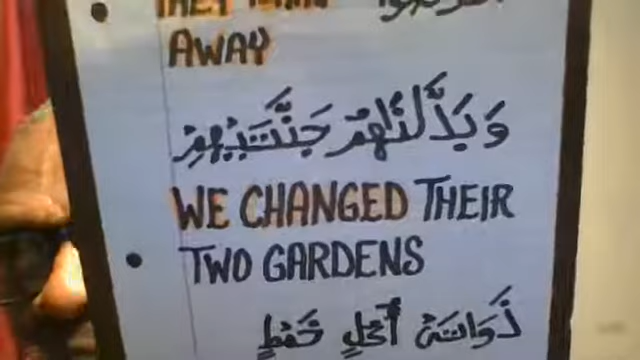 AWAY
وَبَدَّلْنَٰهُمْ جَنَّتَيْهِمْ
WE CHANGED THEIR
TWO GARDENS
ذَوَاتَىْ أُكُلٍ خَمْطٍ